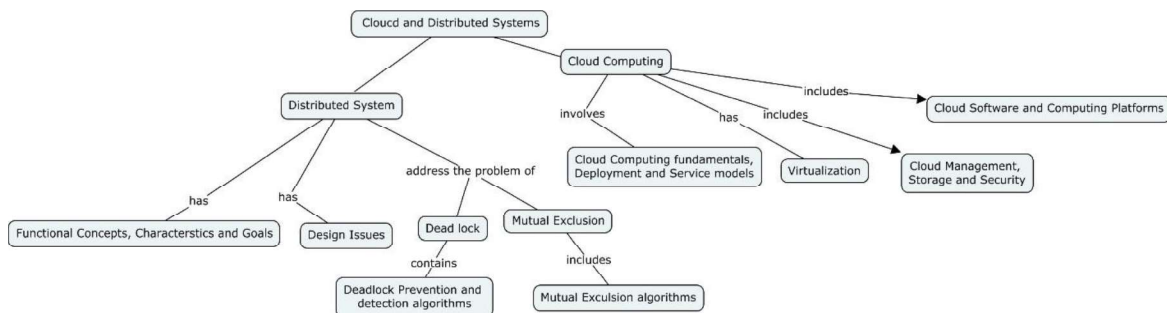 Cloucd and Distributed Systems
Cloud Computing
includes
Cloud Software and Computing Platforms
Distributed System
involves
has
includes
Cloud Computing fundamentals,
Deployment and Service models
Virtualization
Cloud Management,
Storage and Security
address the problem of
has
has
Functional Concepts, Characterstics and Goals
Design Issues
Dead lock
Mutual Exclusion
contains
includes
Deadlock Prevention and
detection algorithms
Mutual Exculsion algorithms